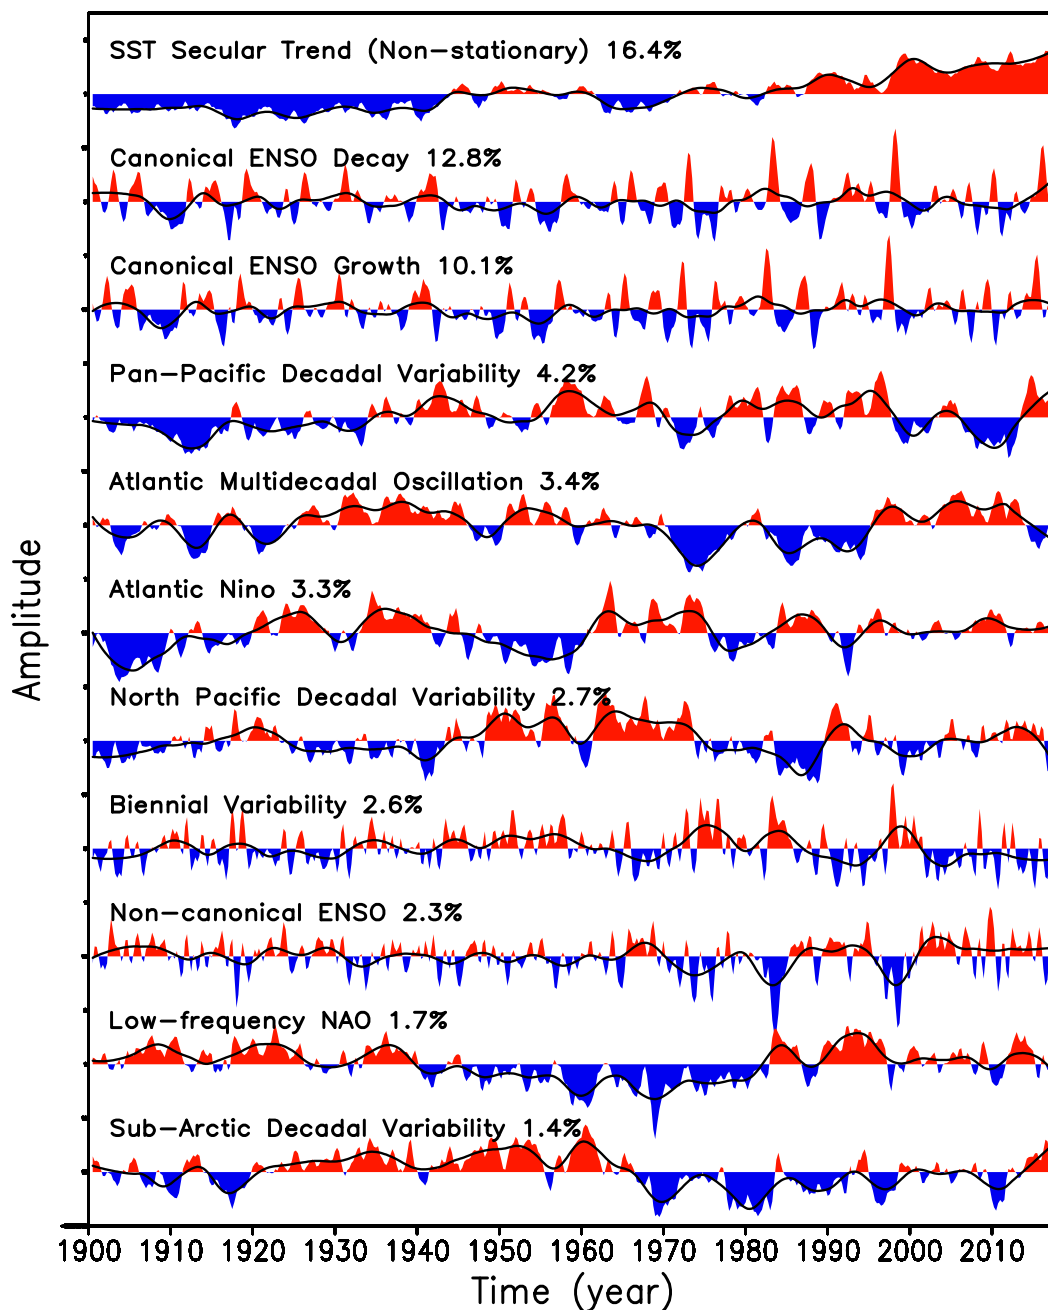 SST Secular Trend (Non-stationary) 16.4%
Canonical ENSO Decay 12.8%
Canonical ENSO Growth 10.1%
Pan-Pacific Decadal Variability 4.2%
Atlantic Multidecadal Oscillation 3.4%
Atlantic Nino 3.3%
North Pacific Decadal Variability 2.7%
Biennial Variability 2.6%
Non-canonical ENSO 2.3%
Low-frequency NAO 1.7%
Sub-Arctic Decadal Variability 1.4%
Amplitude
1900 1910 1920 1930 1940 1950 1960 1970 1980 1990 2000 2010
Time (year)